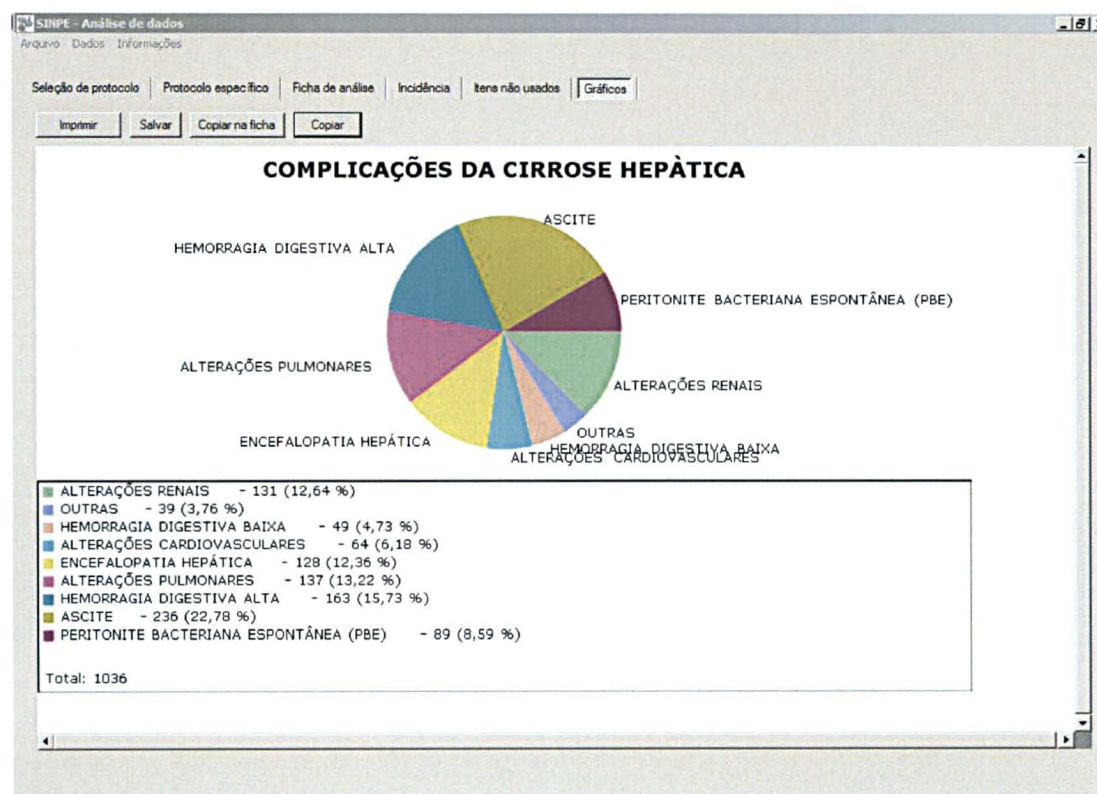 SINPE - Análise de dados
Arquivo Dados Informações
Seleção de protocolo Protocolo específico Ficha de análise Incidência Itens não usados Gráficos
Imprimir Salvar Copiar na ficha Copiar
COMPLICAÇÕES DA CIRROSE HEPÀTICA
ASCITE
HEMORRAGIA DIGESTIVA ALTA
PERITONITE BACTERIANA ESPONTÂNEA (PBE)
ALTERAÇÕES PULMONARES
ALTERAÇÕES RENAIS
OUTRAS
ENCEFALOPATIA HEPÁTICA
HEMORRAGIA DIGESTIVA BAIXA
ALTERAÇÕES CARDIOVASCULARES
ALTERAÇÕES RENAIS - 131 (12,64 %)
OUTRAS - 39 (3,76 %)
HEMORRAGIA DIGESTIVA BAIXA - 49 (4,73 %)
ALTERAÇÕES CARDIOVASCULARES - 64 (6,18 %)
ENCEFALOPATIA HEPÁTICA - 128 (12,36 %)
ALTERAÇÕES PULMONARES - 137 (13,22 %)
HEMORRAGIA DIGESTIVA ALTA - 163 (15,73 %)
ASCITE - 236 (22,78 %)
PERITONITE BACTERIANA ESPONTÂNEA (PBE) - 89 (8,59 %)
Total: 1036